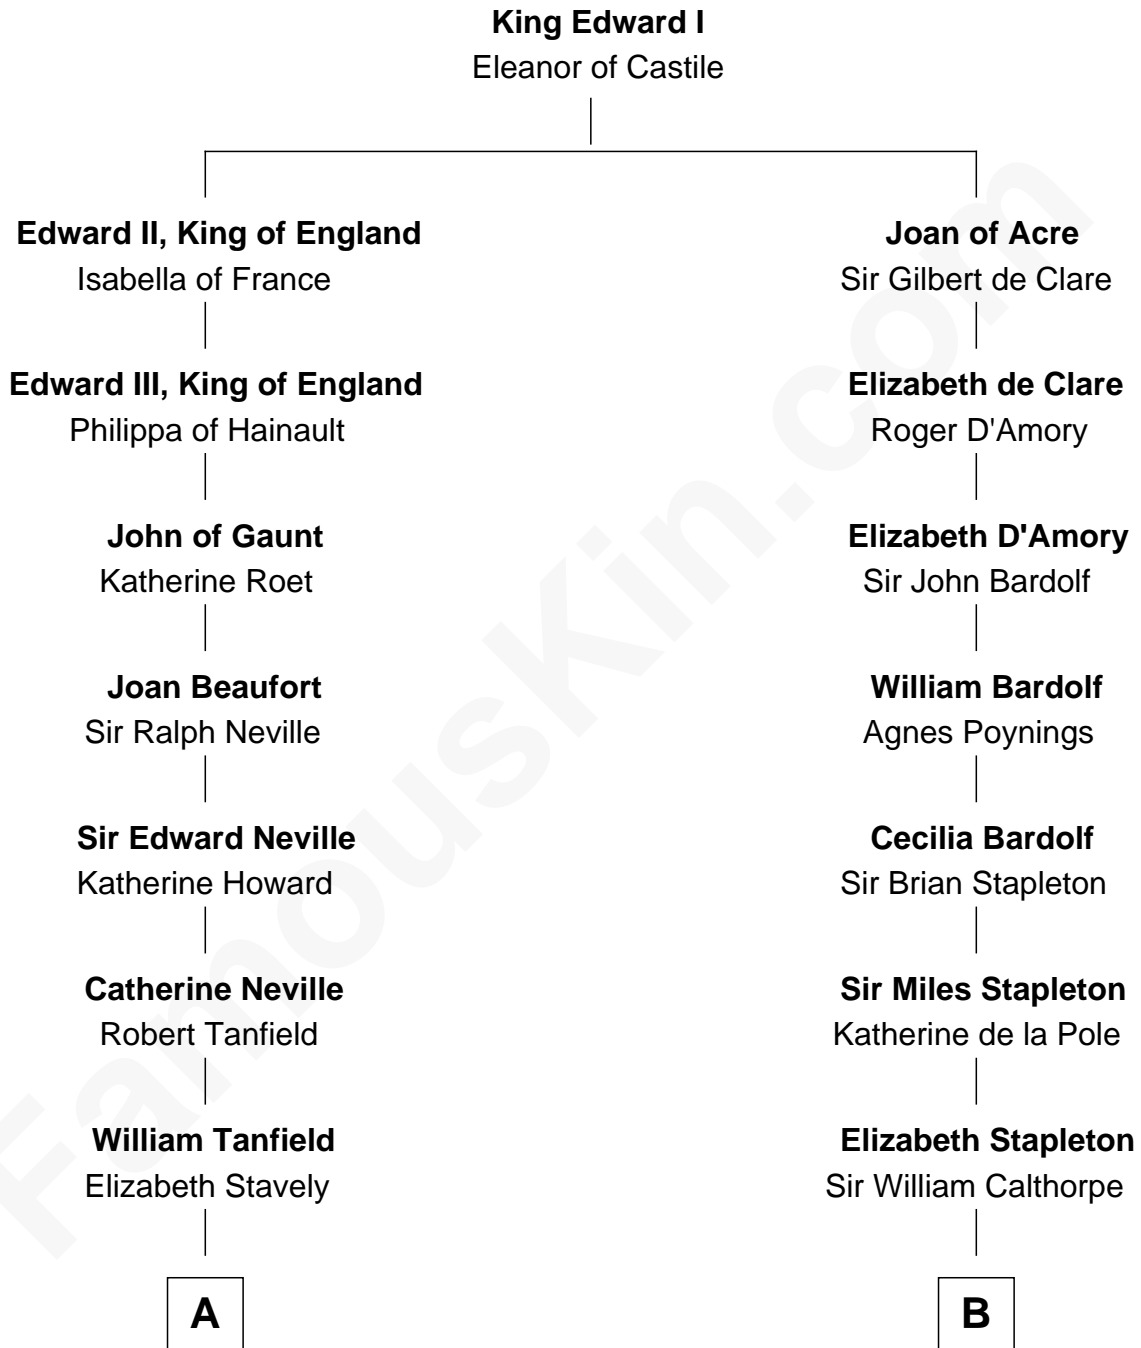 King Edward I
Eleanor of Castile
Edward II, King of England
Isabella of France
Joan of Acre
Sir Gilbert de Clare
Edward III, King of England
Philippa of Hainault
Elizabeth de Clare
Roger D'Amory
John of Gaunt
Katherine Roet
Elizabeth D'Amory
Sir John Bardolf
Joan Beaufort
Sir Ralph Neville
William Bardolf
Agnes Poynings
Sir Edward Neville
Katherine Howard
Cecilia Bardolf
Sir Brian Stapleton
Catherine Neville
Robert Tanfield
Sir Miles Stapleton
Katherine de la Pole
William Tanfield
Elizabeth Stavely
Elizabeth Stapleton
Sir William Calthorpe
A
B
FamousKin.com